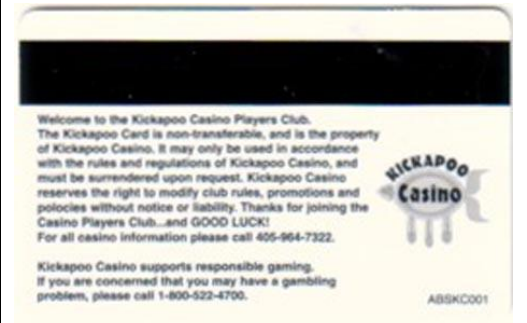 Welcome to the Kickapoo Casino Players Club.
The Kickapoo Card is non-transferable, and is the property
of Kickapoo Casino. It may only be used in accordance
with the rules and regulations of Kickapoo Casino, and
must be surrendered upon request. Kickapoo Casino
reserves the right to modify club rules, promotions and
polocies without notice or liability. Thanks for joining the
Casino Players Club...and GOOD LUCK!
For all casino information please call 405-964-7322.
Kickapoo Casino supports responsible gaming.
If you are concerned that you may have a gambling
problem, please call 1-800-522-4700.
KICKAPOO
Casino
ABSKC001